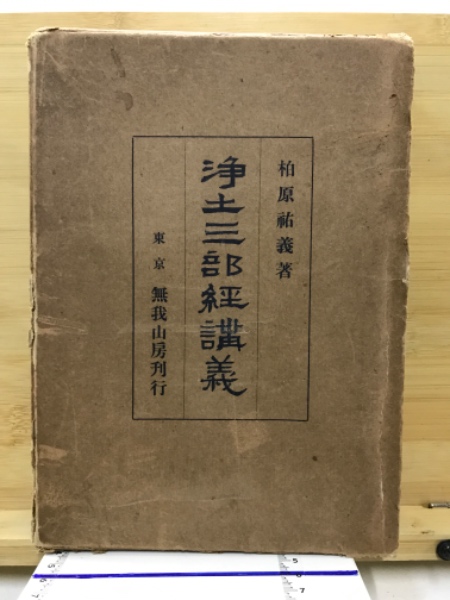 柏原祐義著
浄土三部経講義
東京 無我山房刊行